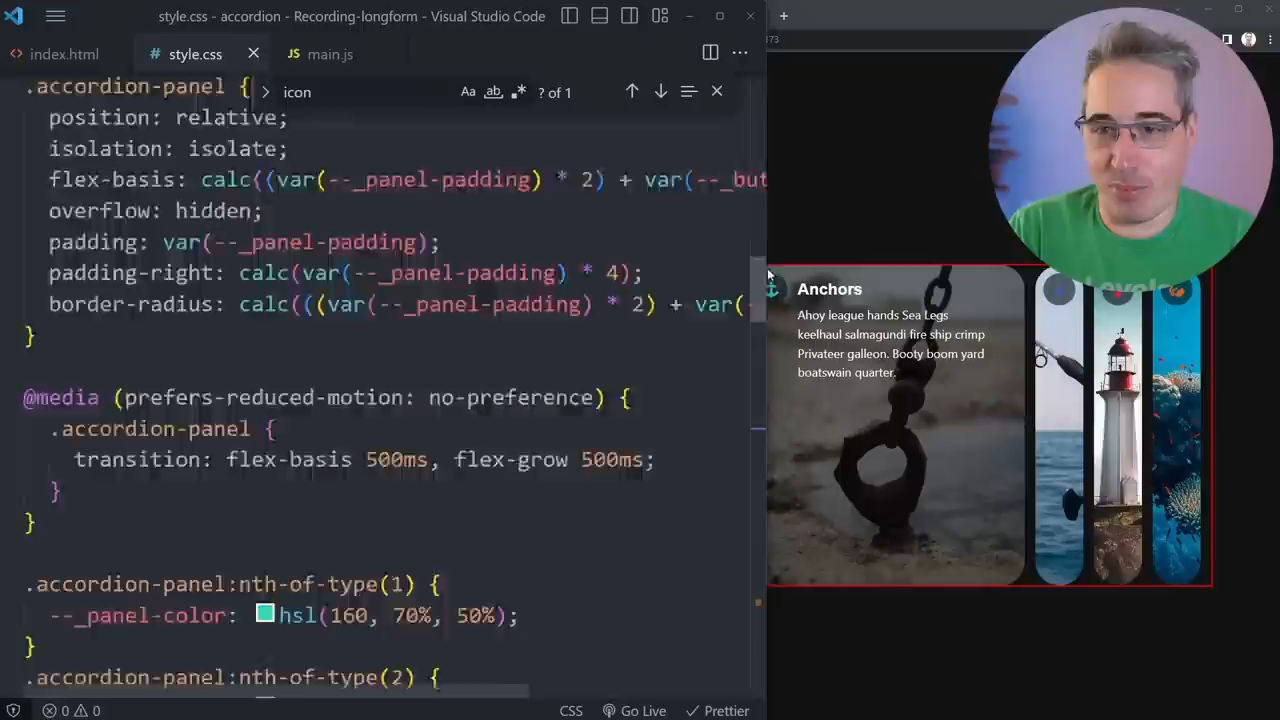 style.css - accordion - Recording-longform - Visual Studio Code
index.html
# style.css
JS main.js
icon
Aa
ab
? of 1
.accordion-panel {
position: relative;
isolation: isolate;
flex-basis: calc((var(--_panel-padding) * 2) + var(--_but
overflow: hidden;
padding: var(--_panel-padding);
padding-right: calc(var(--_panel-padding) * 4);
border-radius: calc(((var(--_panel-padding) * 2) + var(-
}
@media (prefers-reduced-motion: no-preference) {
.accordion-panel {
transition: flex-basis 500ms, flex-grow 500ms;
}
}
.accordion-panel:nth-of-type(1) {
--_panel-color: hsl(160, 70%, 50%);
}
.accordion-panel:nth-of-type(2) {
0 0
CSS
Go Live
Prettier
173
Anchors
Ahoy league hands Sea Legs
keelhaul salmagundi fire ship crimp
Privateer galleon. Booty boom yard
boatswain quarter.